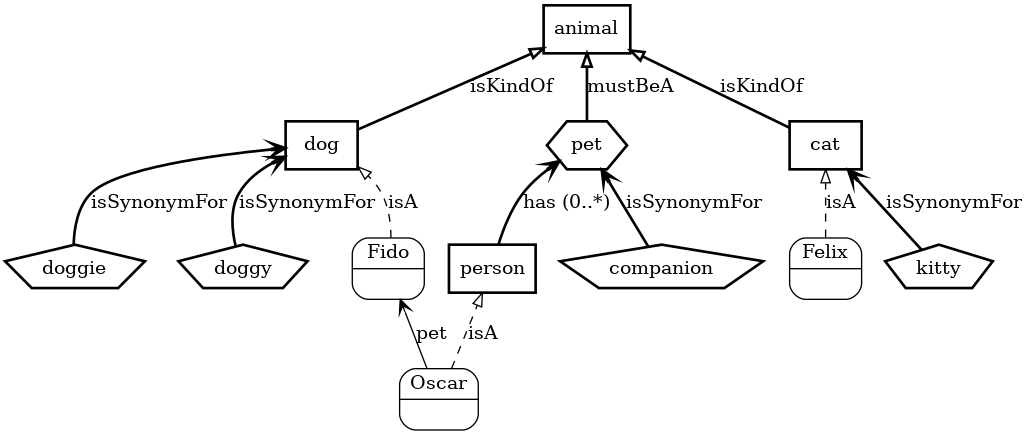 animal
isKindOf
mustBeA
isKindOf
dog
pet
cat
isSynonymFor
isSynonymFor
isA
has (0..*)
isSynonymFor
isA
isSynonymFor
doggie
doggy
Fido
person
companion
Felix
kitty
pet
isA
Oscar